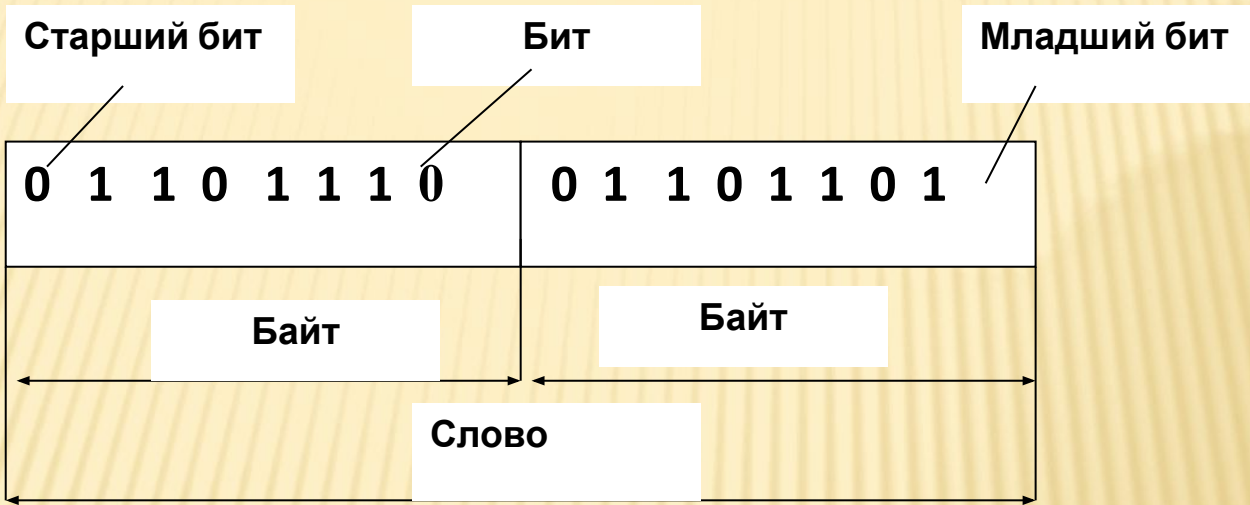 Старший бит
Бит
Младший бит
0 1 1 0 1 1 1 0 0 1 1 0 1 1 0 1
Байт
Байт
Слово